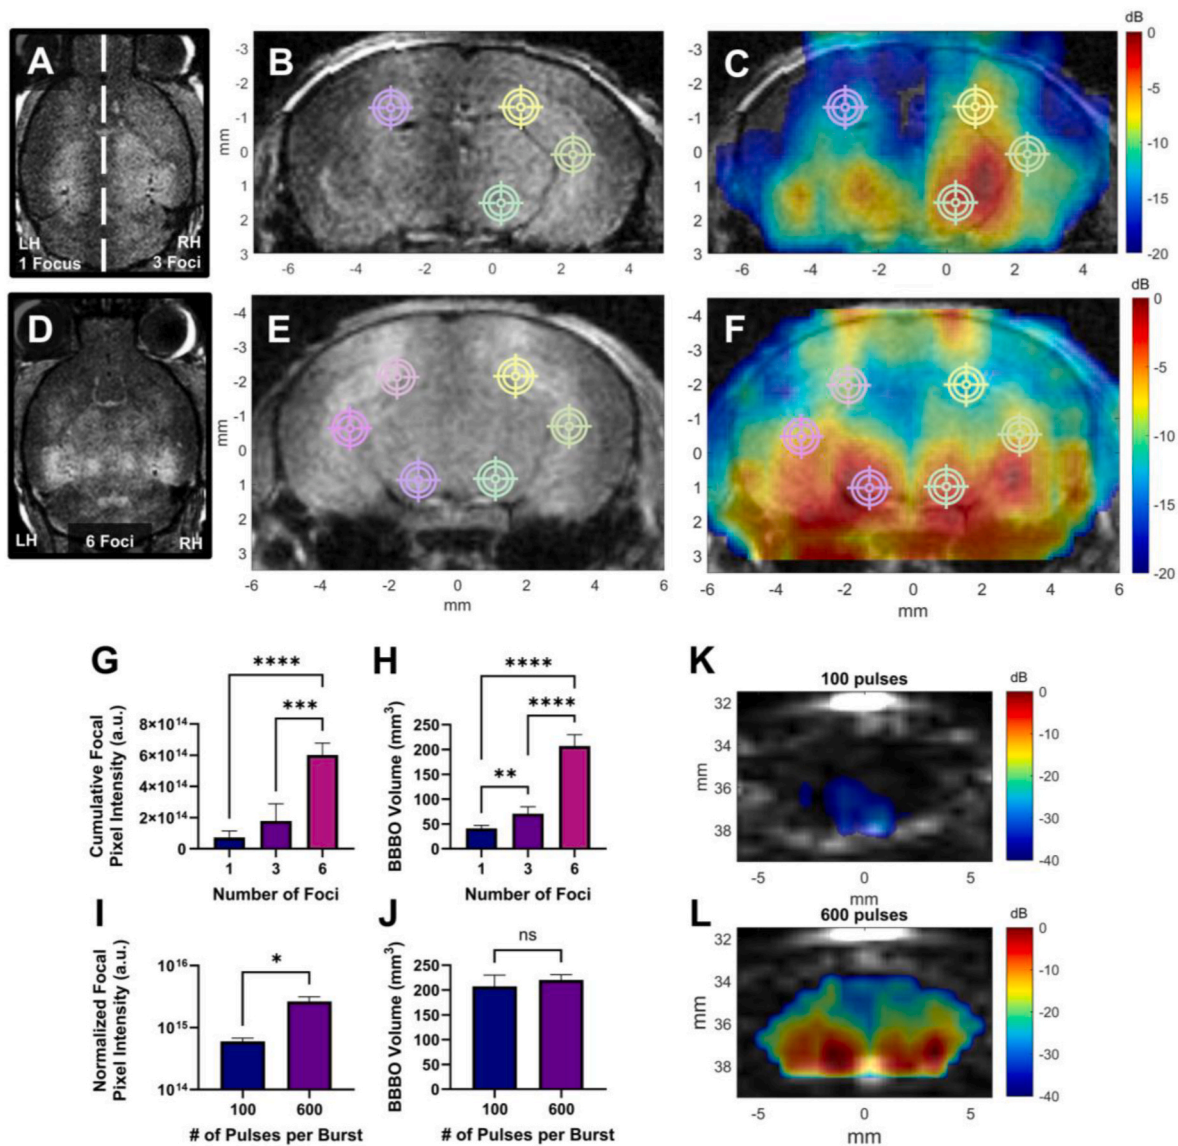 A
LH
1 Focus
RH
3 Foci
B
mm
-3
-2
-1
0
1
2
3
-6 -4 -2 0 2 4
C
-3
-2
-1
0
1
2
3
-6 -4 -2 0 2 4
dB
0
-5
-10
-15
-20
D
LH
6 Foci
RH
E
mm
-4
-3
-2
-1
0
1
2
3
-6 -4 -2 0 2 4 6
mm
F
-4
-3
-2
-1
0
1
2
3
-6 -4 -2 0 2 4 6
mm
0
-5
-10
-15
-20
G
****
***
Cumulative Focal
Pixel Intensity (a.u.)
8×10¹⁴
6×10¹⁴
4×10¹⁴
2×10¹⁴
0
1 3 6
Number of Foci
H
****
****
**
BBBO Volume (mm³)
250
200
150
100
50
0
1 3 6
Number of Foci
I
*
Normalized Focal
Pixel Intensity (a.u.)
10¹⁶
10¹⁵
10¹⁴
100 600
# of Pulses per Burst
J
ns
BBBO Volume (mm³)
250
200
150
100
50
0
100 600
# of Pulses per Burst
K
100 pulses
mm
32
34
36
38
-5 0 5
mm
dB
0
-10
-20
-30
-40
L
600 pulses
mm
32
34
36
38
-5 0 5
mm
dB
0
-10
-20
-30
-40